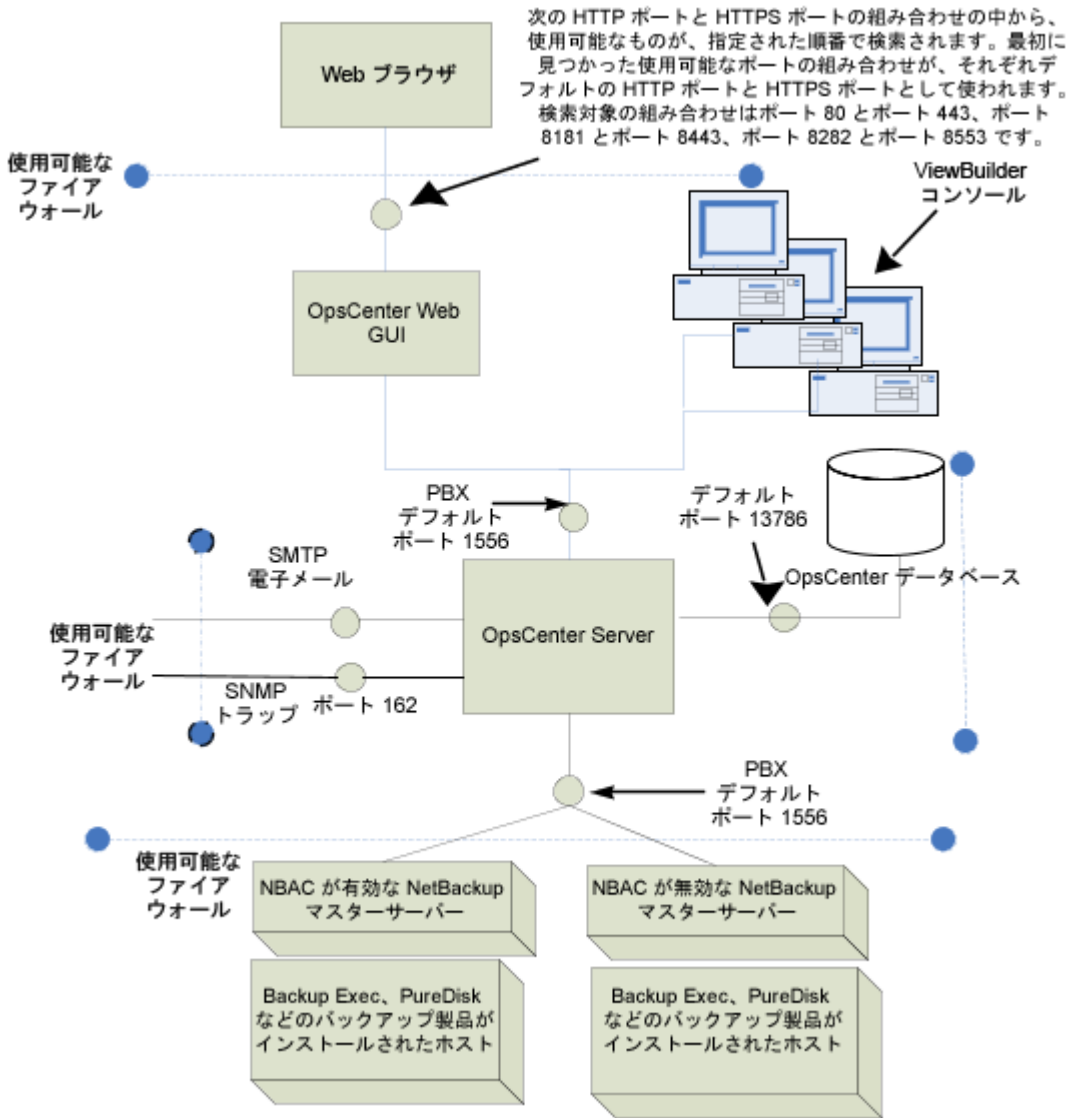 次の HTTP ポートと HTTPS ポートの組み合わせの中から、
使用可能なものが、指定された順番で検索されます。最初に
見つかった使用可能なポートの組み合わせが、それぞれデ
フォルトの HTTP ポートと HTTPS ポートとして使われます。
検索対象の組み合わせはポート 80 とポート 443、ポート
8181 とポート 8443、ポート 8282 とポート 8553 です。
Web ブラウザ
使用可能な
ファイア
ウォール
ViewBuilder
コンソール
OpsCenter Web
GUI
PBX
デフォルト
ポート 1556
デフォルト
ポート 13786
SMTP
電子メール
OpsCenter データベース
OpsCenter Server
使用可能な
ファイア
ウォール
SNMP
トラップ
ポート 162
PBX
デフォルト
ポート 1556
使用可能な
ファイア
ウォール
NBAC が有効な NetBackup
マスターサーバー
NBAC が無効な NetBackup
マスターサーバー
Backup Exec、PureDisk
などのバックアップ製品が
インストールされたホスト
Backup Exec、PureDisk
などのバックアップ製品が
インストールされたホスト